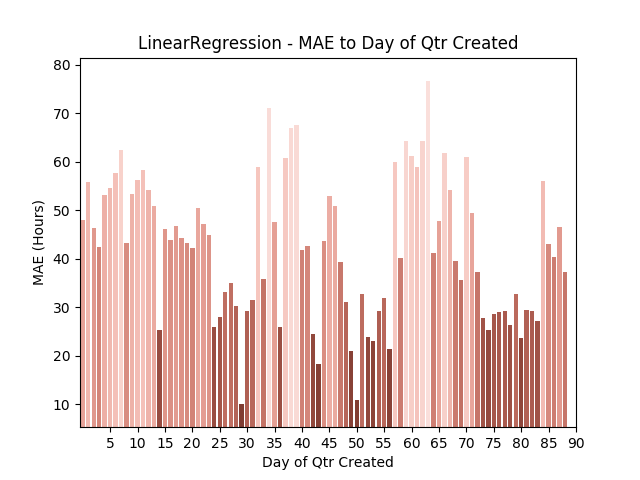 LinearRegression - MAE to Day of Qtr Created
80
70
60
50
40
30
20
10
MAE (Hours)
5 10 15 20 25 30 35 40 45 50 55 60 65 70 75 80 85 90
Day of Qtr Created